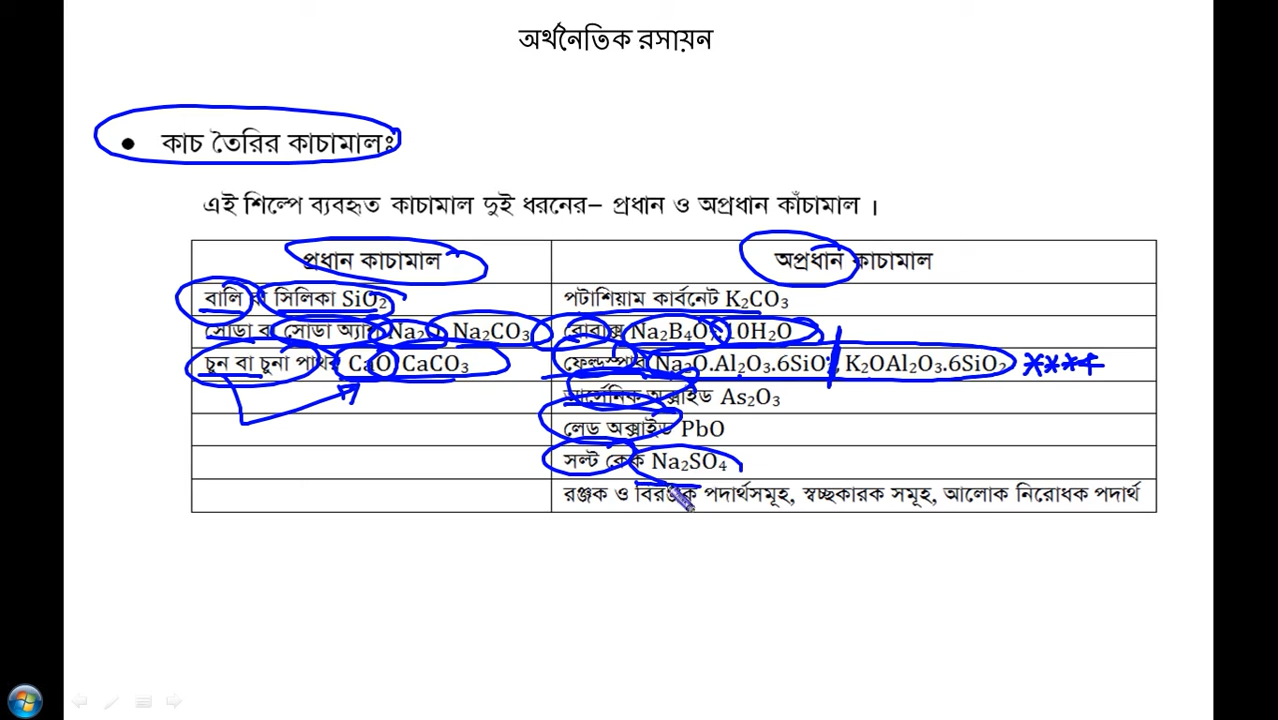 অর্থনৈতিক রসায়ন
• কাচ তৈরির কাচামালঃ
এই শিল্পে ব্যবহৃত কাচামাল দুই ধরনের– প্রধান ও অপ্রধান কাঁচামাল ।
প্রধান কাচামাল অপ্রধান কাচামাল
বালি বা সিলিকা SiO₂ পটাশিয়াম কার্বনেট K₂CO₃
সোডা বা সোডা অ্যাশ Na₂O, Na₂CO₃ বোরাক্স Na₂B₄O₇.10H₂O
চুন বা চুনা পাথর CaO, CaCO₃ ফেল্ডস্পার Na₂O.Al₂O₃.6SiO₂, K₂OAl₂O₃.6SiO₂ ****
আর্সেনিক অক্সাইড As₂O₃
লেড অক্সাইড PbO
সল্ট কেক Na₂SO₄
রঞ্জক ও বিরঞ্জক পদার্থসমূহ, স্বচ্ছকারক সমূহ, আলোক নিরোধক পদার্থ